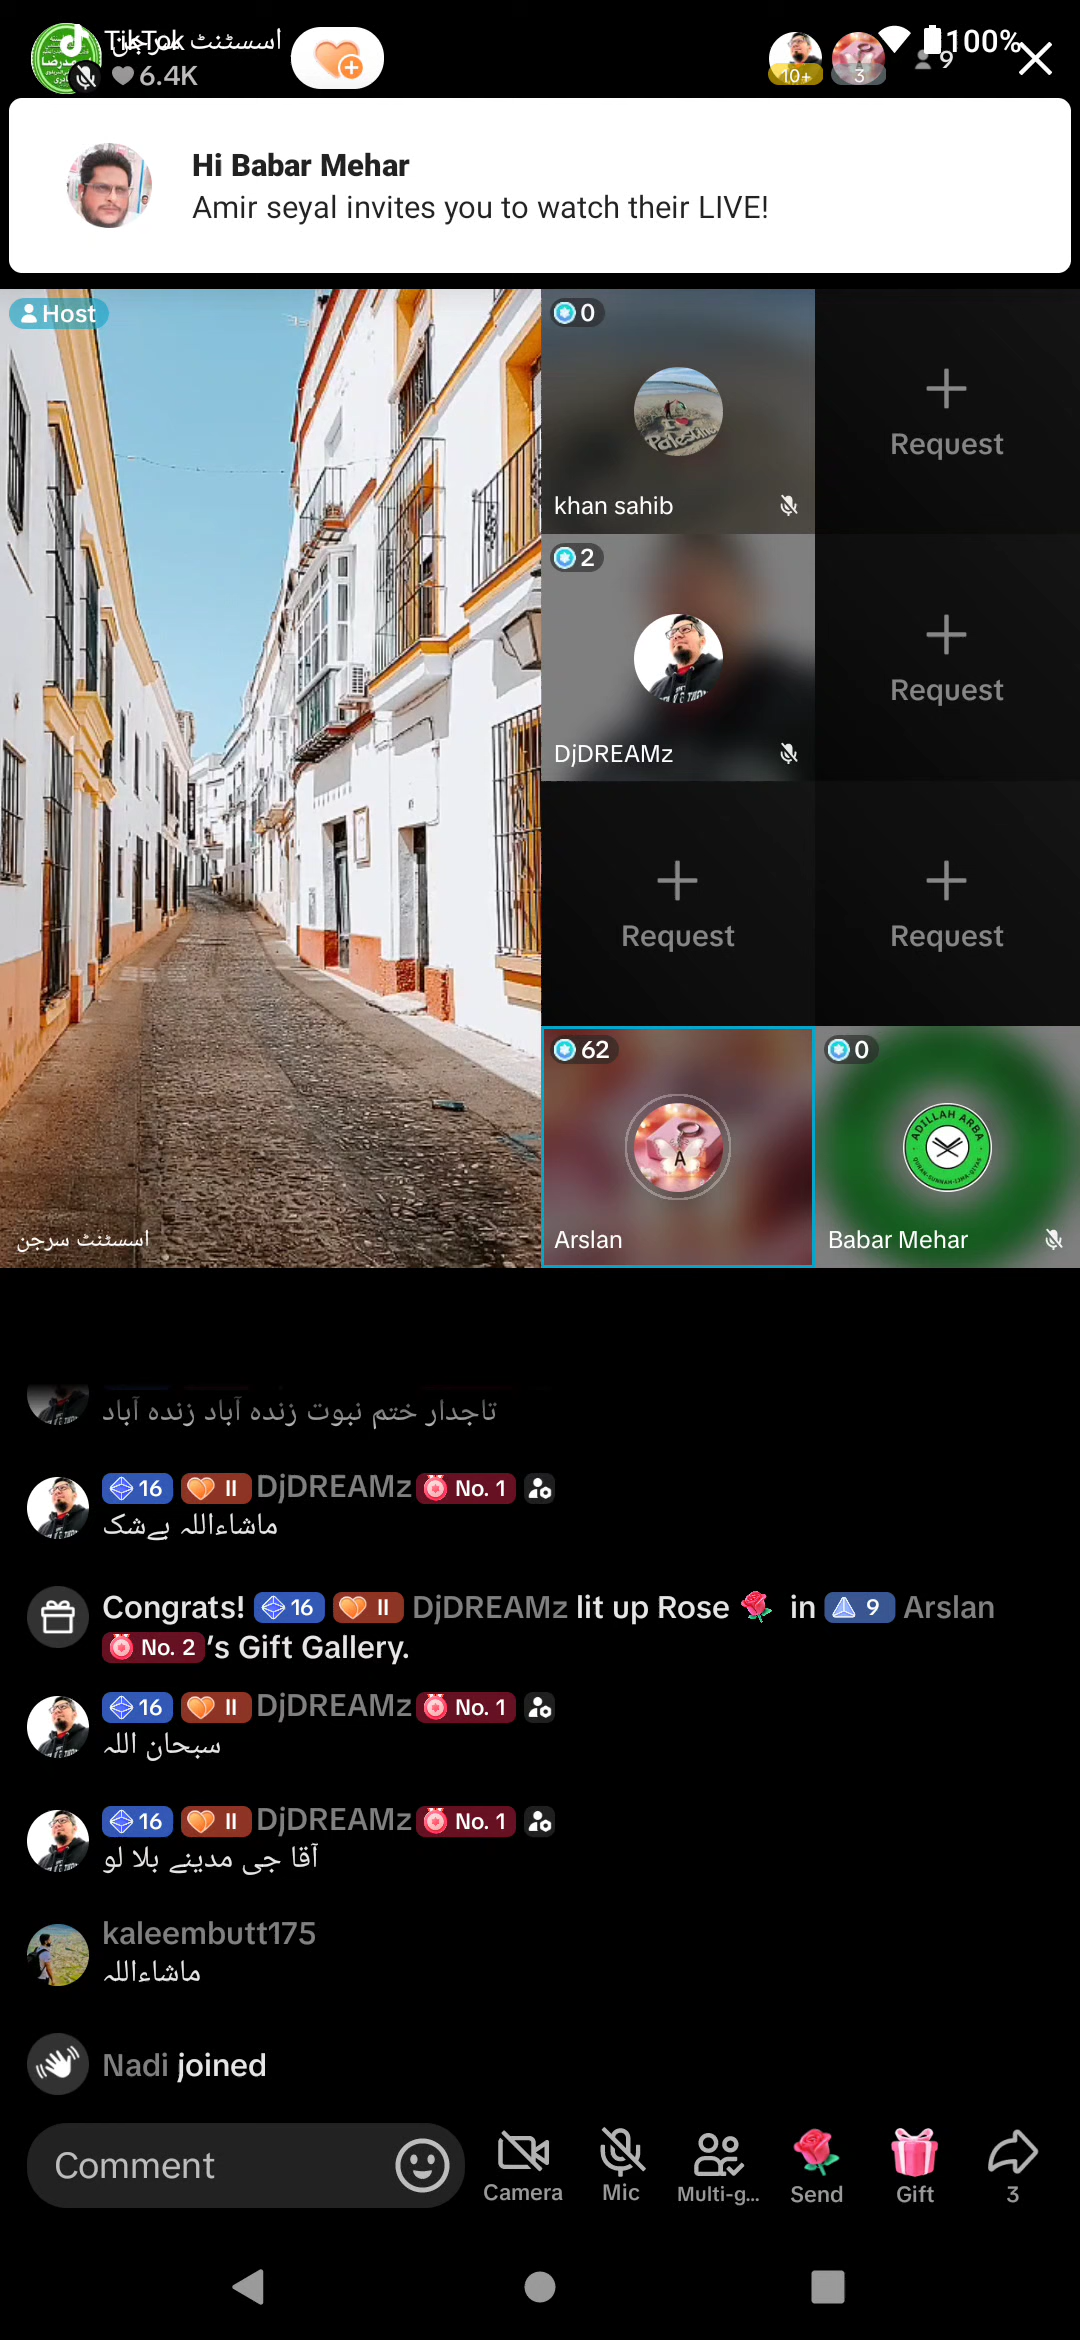 TikTok
اسسٹنٹ سرجن
6.4K
10+
3
9
100%
Hi Babar Mehar
Amir seyal invites you to watch their LIVE!
Host
0
khan sahib
Request
2
DjDREAMz
Request
Request
Request
اسسٹنٹ سرجن
62
Arslan
0
ADILLAH ARBA
Babar Mehar
تاجدار ختم نبوت زندہ آباد زندہ آباد
16 II DjDREAMz No. 1
ماشاءاللہ بےشک
Congrats! 16 II DjDREAMz lit up Rose 🌹 in 9 Arslan
No. 2 's Gift Gallery.
16 II DjDREAMz No. 1
سبحان اللہ
16 II DjDREAMz No. 1
آقا جی مدینے بلا لو
kaleembutt175
ماشاءاللہ
Nadi joined
Comment
Camera
Mic
Multi-g...
Send
Gift
3